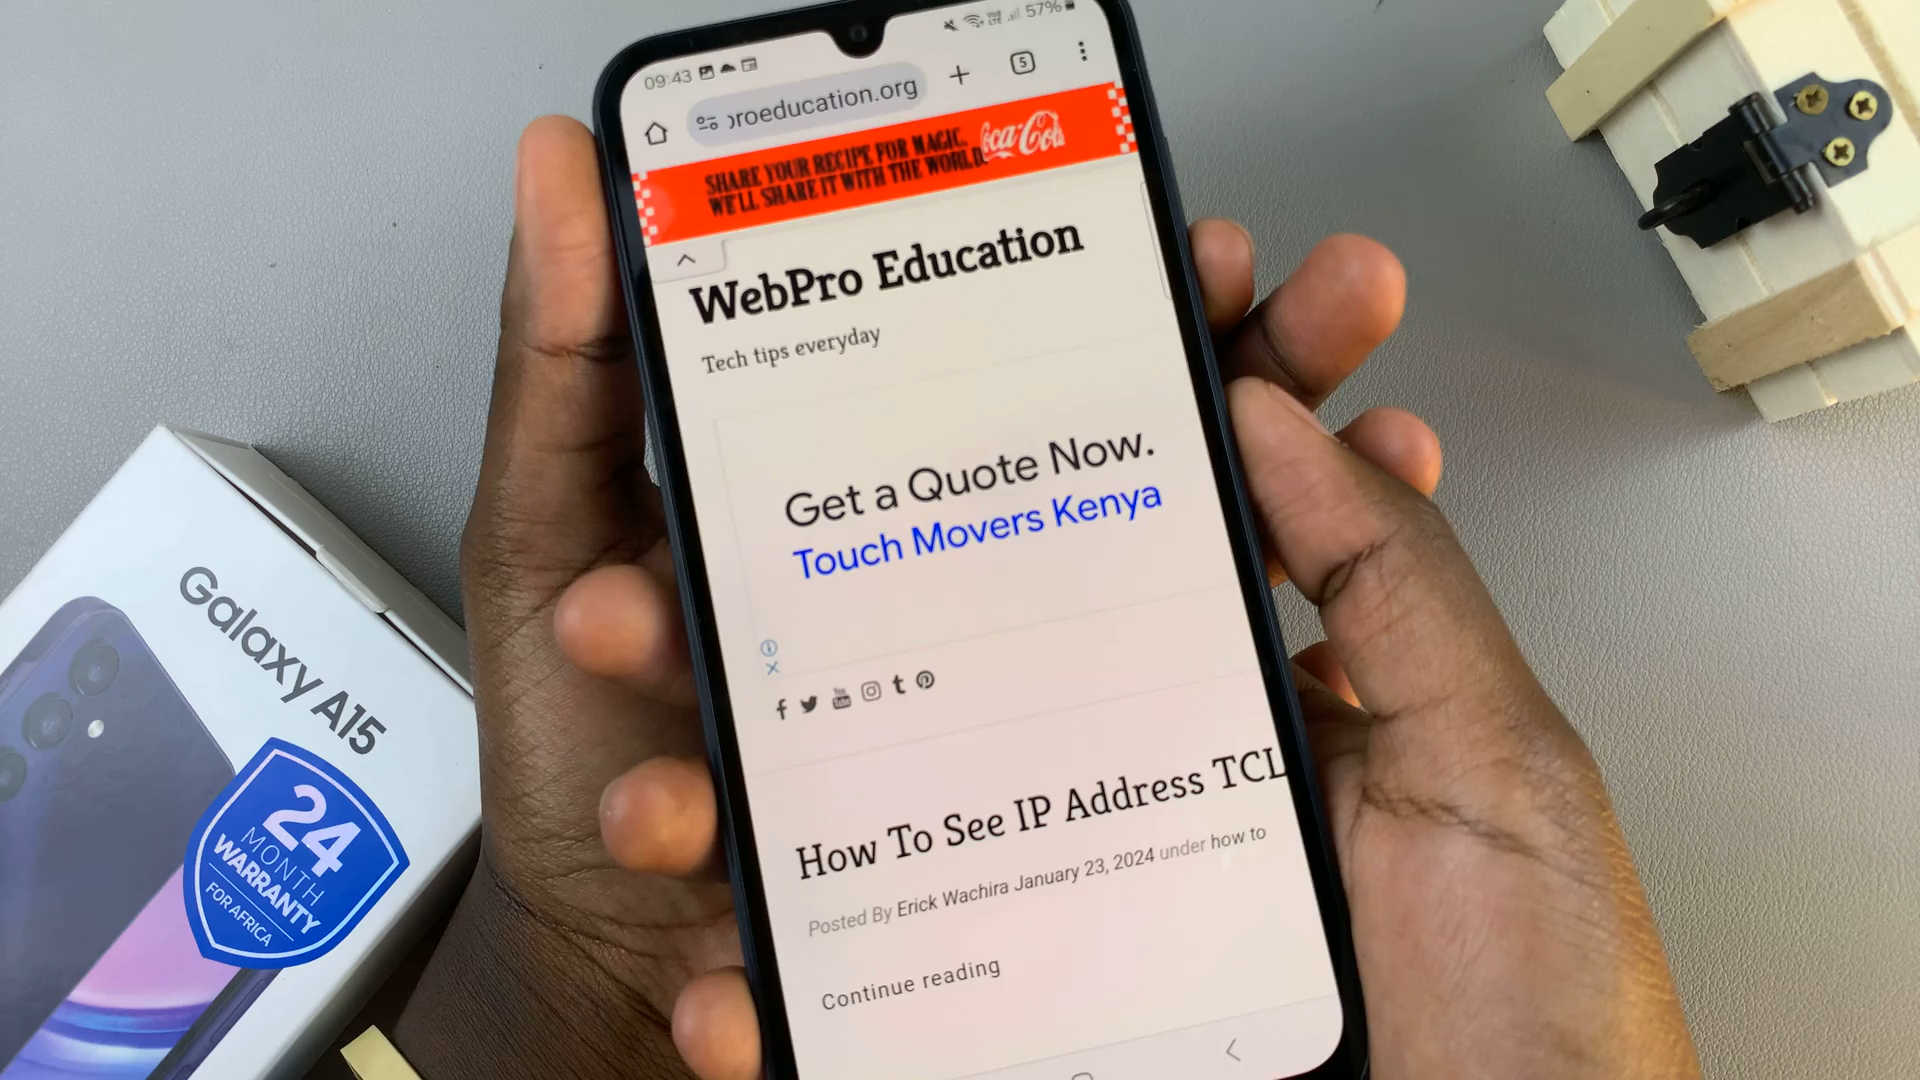 09:43
57%
5
roeducation.org
SHARE YOUR RECIPE FOR MAGIC.
WE'LL SHARE IT WITH THE WORLD.
Coca-Cola
WebPro Education
Tech tips everyday
Get a Quote Now.
Touch Movers Kenya
How To See IP Address TCL
Posted By Erick Wachira January 23, 2024 under how to
Continue reading
Galaxy A15
24
MONTH
WARRANTY
FOR AFRICA